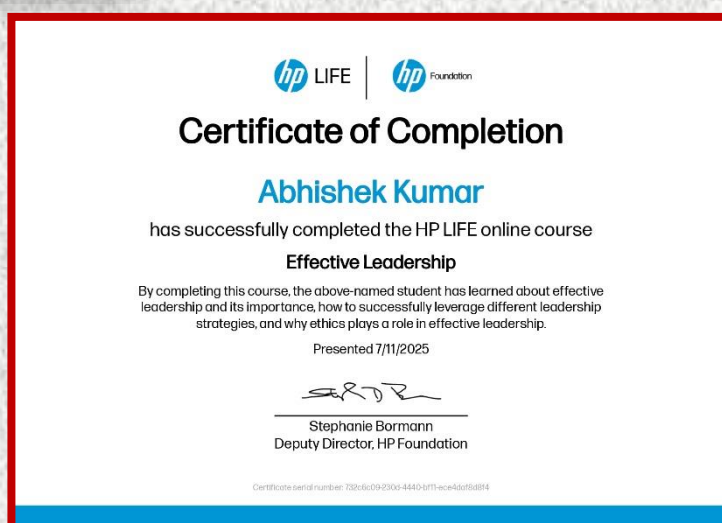 hp LIFE hp Foundation
Certificate of Completion
Abhishek Kumar
has successfully completed the HP LIFE online course
Effective Leadership
By completing this course, the above-named student has learned about effective
leadership and its importance, how to successfully leverage different leadership
strategies, and why ethics plays a role in effective leadership.
Presented 7/11/2025
Stephanie Bormann
Deputy Director, HP Foundation
Certificate serial number: